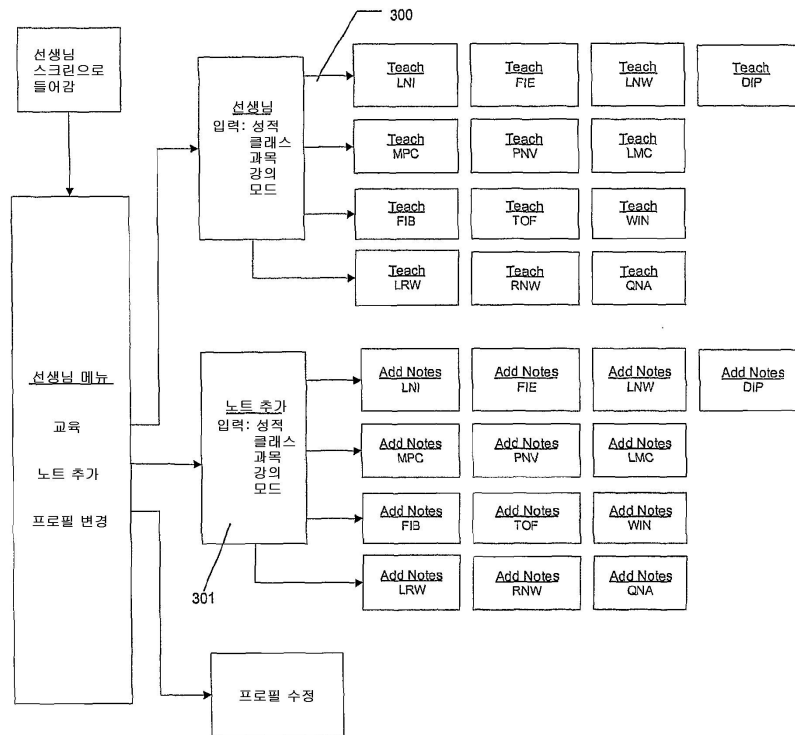 선생님
스크린으로
들어감
300
선생님
입력: 성적
클래스
과목
강의
모드
Teach
LNI
Teach
FIE
Teach
LNW
Teach
DIP
Teach
MPC
Teach
PNV
Teach
LMC
Teach
FIB
Teach
TOF
Teach
WIN
Teach
LRW
Teach
RNW
Teach
QNA
선생님 메뉴
교육
노트 추가
프로필 변경
노트 추가
입력: 성적
클래스
과목
강의
모드
301
Add Notes
LNI
Add Notes
FIE
Add Notes
LNW
Add Notes
DIP
Add Notes
MPC
Add Notes
PNV
Add Notes
LMC
Add Notes
FIB
Add Notes
TOF
Add Notes
WIN
Add Notes
LRW
Add Notes
RNW
Add Notes
QNA
프로필 수정